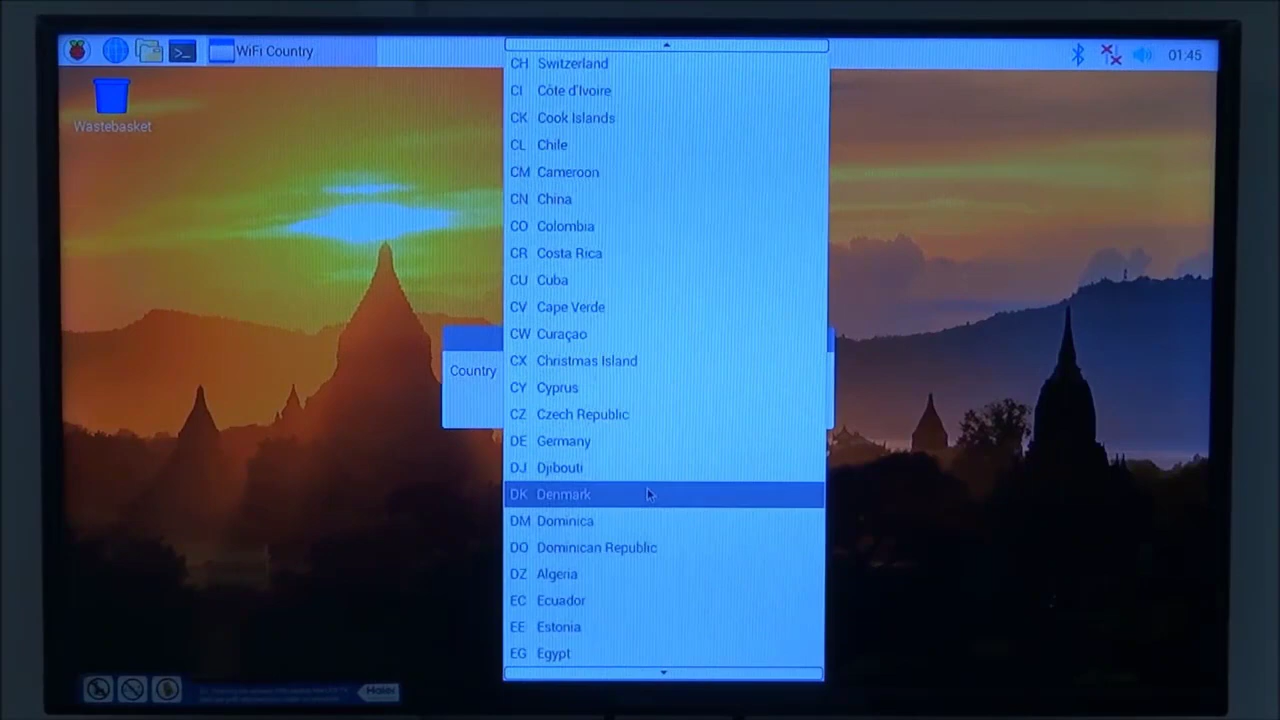 WiFi Country
01:45
Wastebasket
Country
CH Switzerland
CI Côte d'Ivoire
CK Cook Islands
CL Chile
CM Cameroon
CN China
CO Colombia
CR Costa Rica
CU Cuba
CV Cape Verde
CW Curaçao
CX Christmas Island
CY Cyprus
CZ Czech Republic
DE Germany
DJ Djibouti
DK Denmark
DM Dominica
DO Dominican Republic
DZ Algeria
EC Ecuador
EE Estonia
EG Egypt
Haier